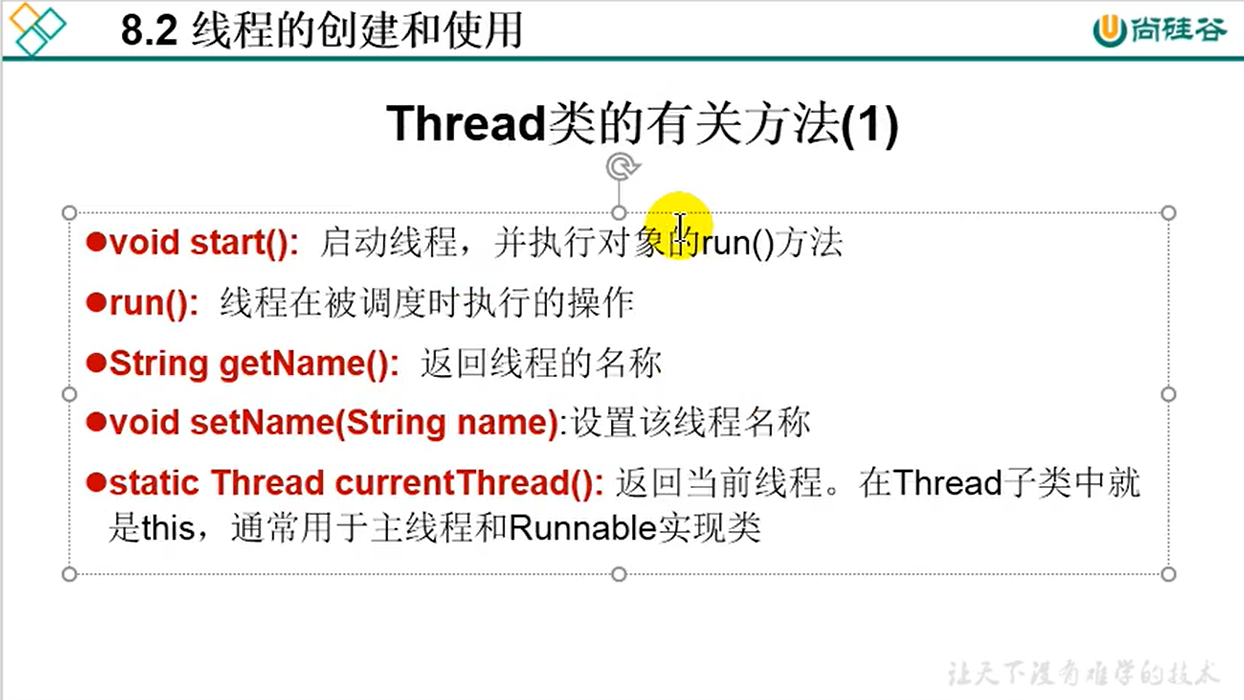 8.2 线程的创建和使用
尚硅谷
Thread类的有关方法(1)
●void start(): 启动线程，并执行对象的run()方法
●run(): 线程在被调度时执行的操作
●String getName(): 返回线程的名称
●void setName(String name):设置该线程名称
●static Thread currentThread(): 返回当前线程。在Thread子类中就
是this，通常用于主线程和Runnable实现类
让天下没有难学的技术